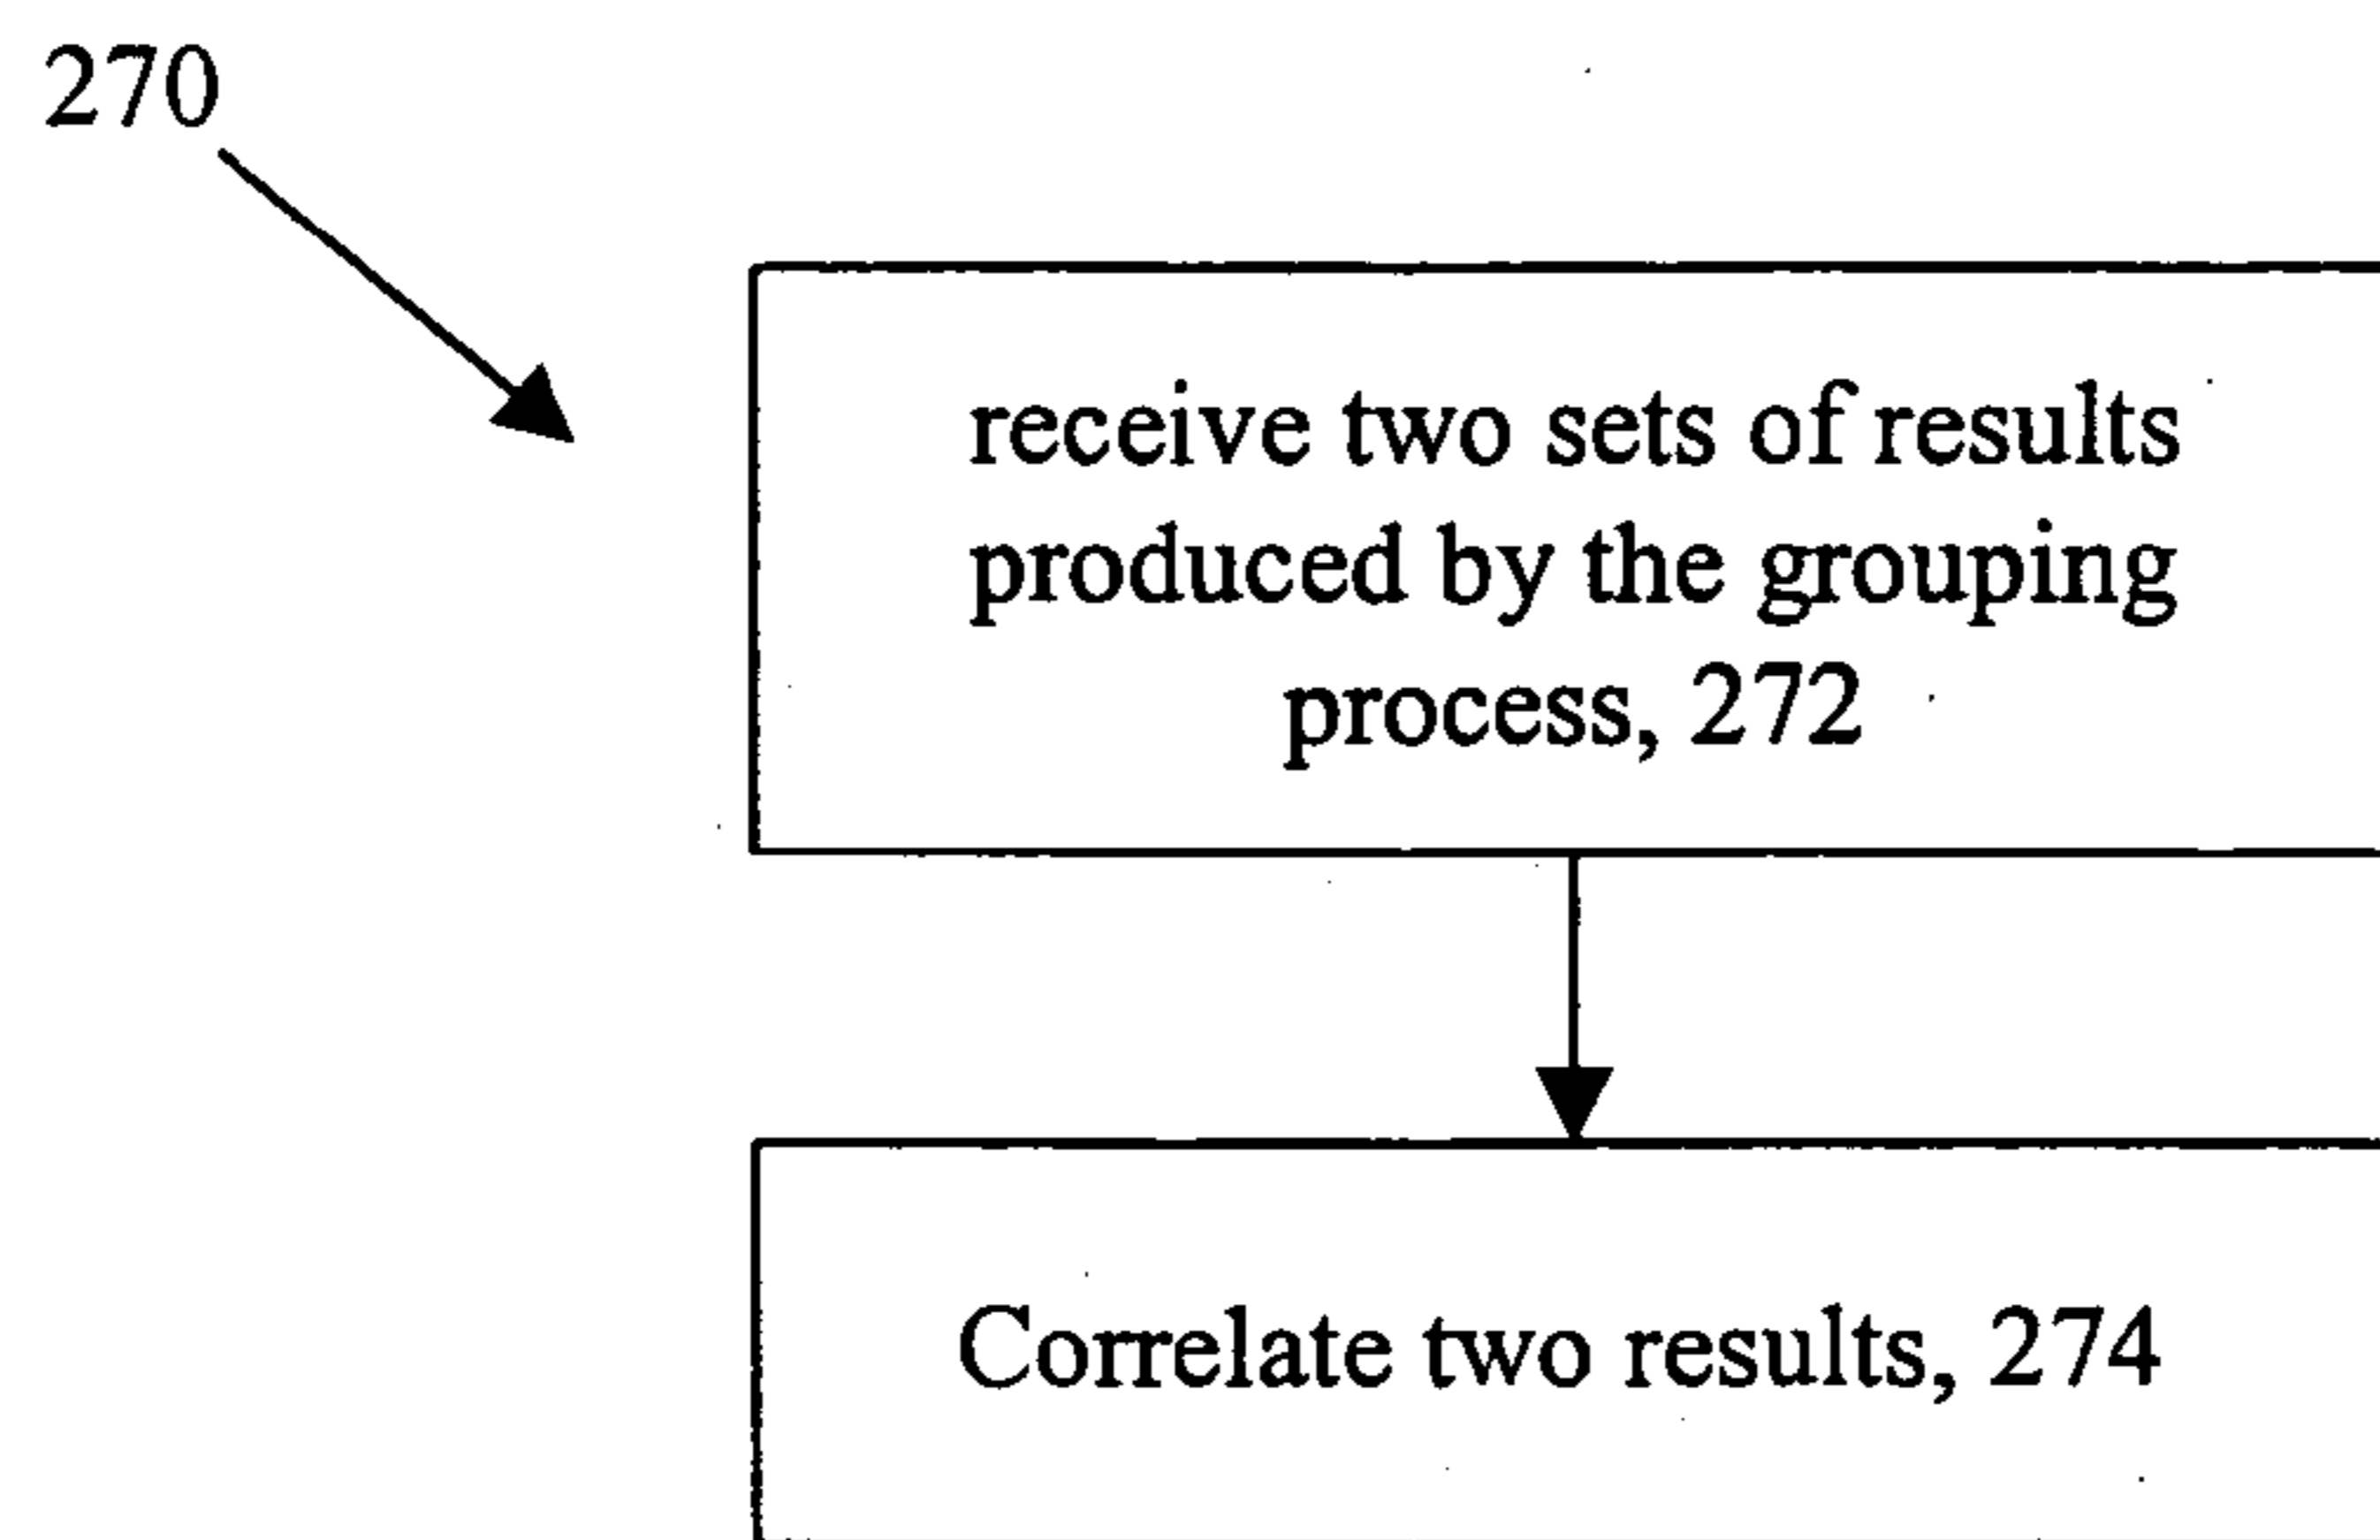 270
receive two sets of results
produced by the grouping
process, 272
Correlate two results, 274